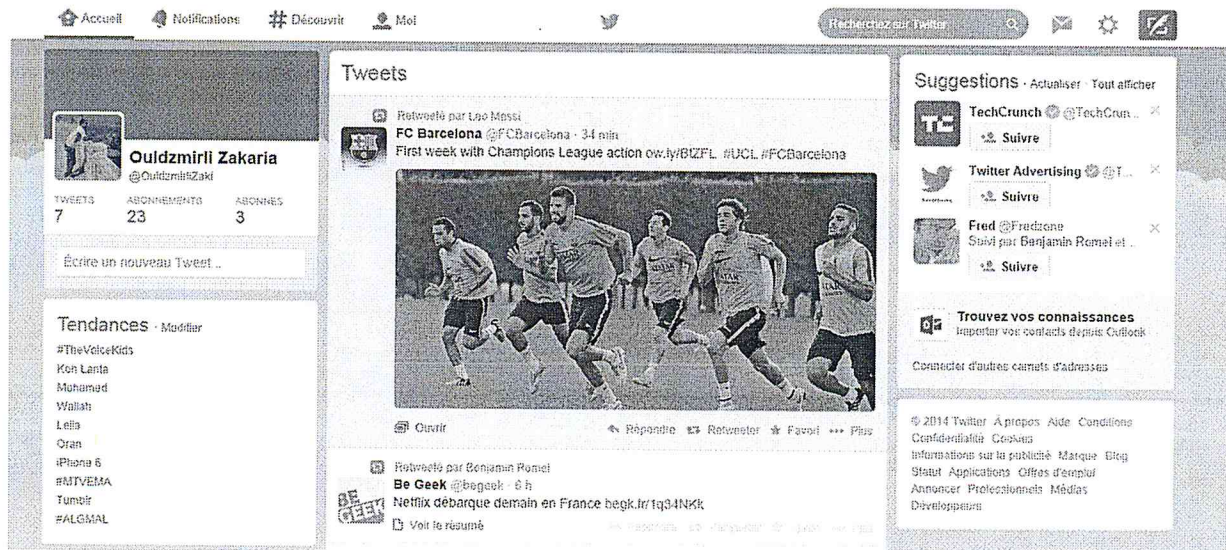 Accueil Notifications Découvrir Moi Recherchez sur Twitter
Ouldzmirli Zakaria
@OuldzmirliZaki
TWEETS ABONNEMENTS ABONNÉS
7 23 3
Écrire un nouveau Tweet ..
Tendances · Modifier
#TheVoiceKids
Koh Lanta
Mohamed
Wallah
Leila
Oran
iPhone 6
#MTVEMA
Tumblr
#ALGMAL
Tweets
Retweeté par Leo Messi
FC Barcelona @FCBarcelona · 34 min
First week with Champions League action #UCL #FCBarcelona
Ouvrir Répondre Retweeter Favori Plus
Retweeté par Benjamin Romei
BE GEEK
Be Geek @begeek · 6 h
Netflix débarque demain en France begk.fr/1q34NKk
Voir le résumé
Suggestions · Actualiser · Tout afficher
TechCrunch @TechCrun...
Suivre
Twitter Advertising @T...
Suivre
Fred @Fredzone
Suivi par Benjamin Romei et ..
Suivre
Trouvez vos connaissances
Importer vos contacts depuis Outlook
Connecter d'autres carnets d'adresses
© 2014 Twitter À propos Aide Conditions
Confidentialité Cookies
Informations sur la publicité Marque Blog
Statut Applications Offres d'emploi
Annoncer Professionnels Médias
Développeurs